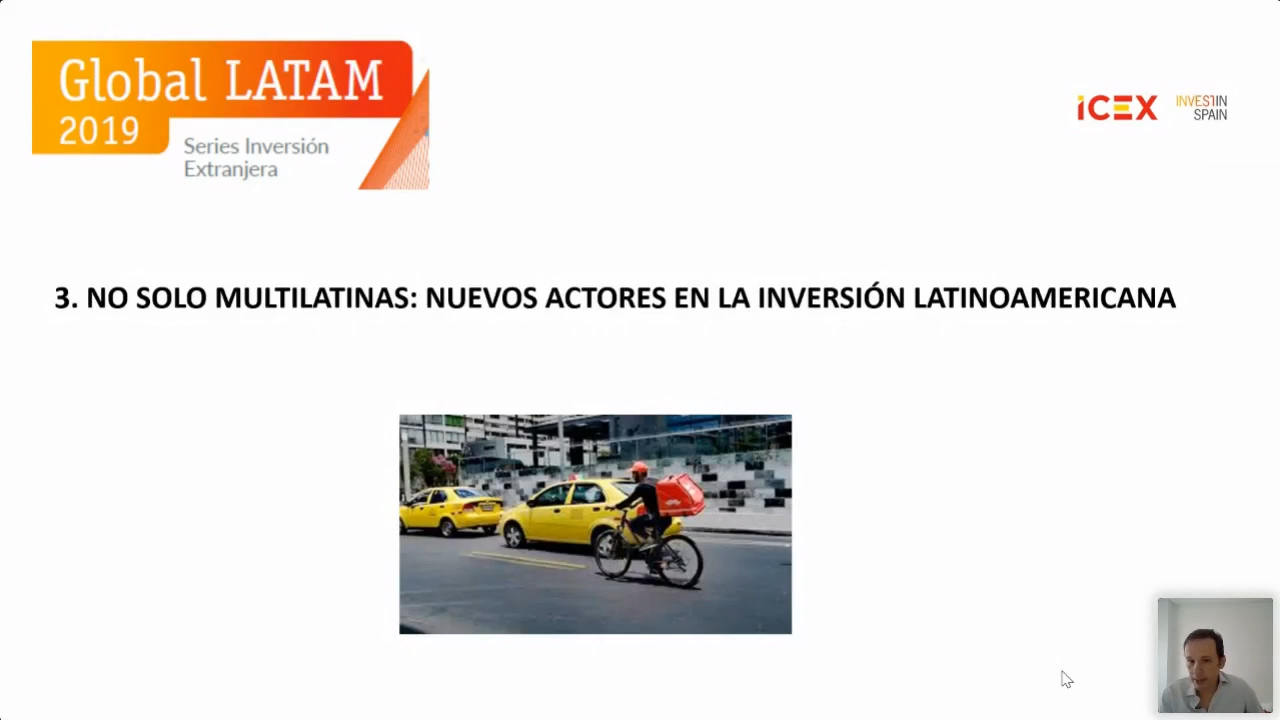 Global LATAM
2019
Series Inversión
Extranjera
ICEX
INVEST IN
SPAIN
3. NO SOLO MULTILATINAS: NUEVOS ACTORES EN LA INVERSIÓN LATINOAMERICANA